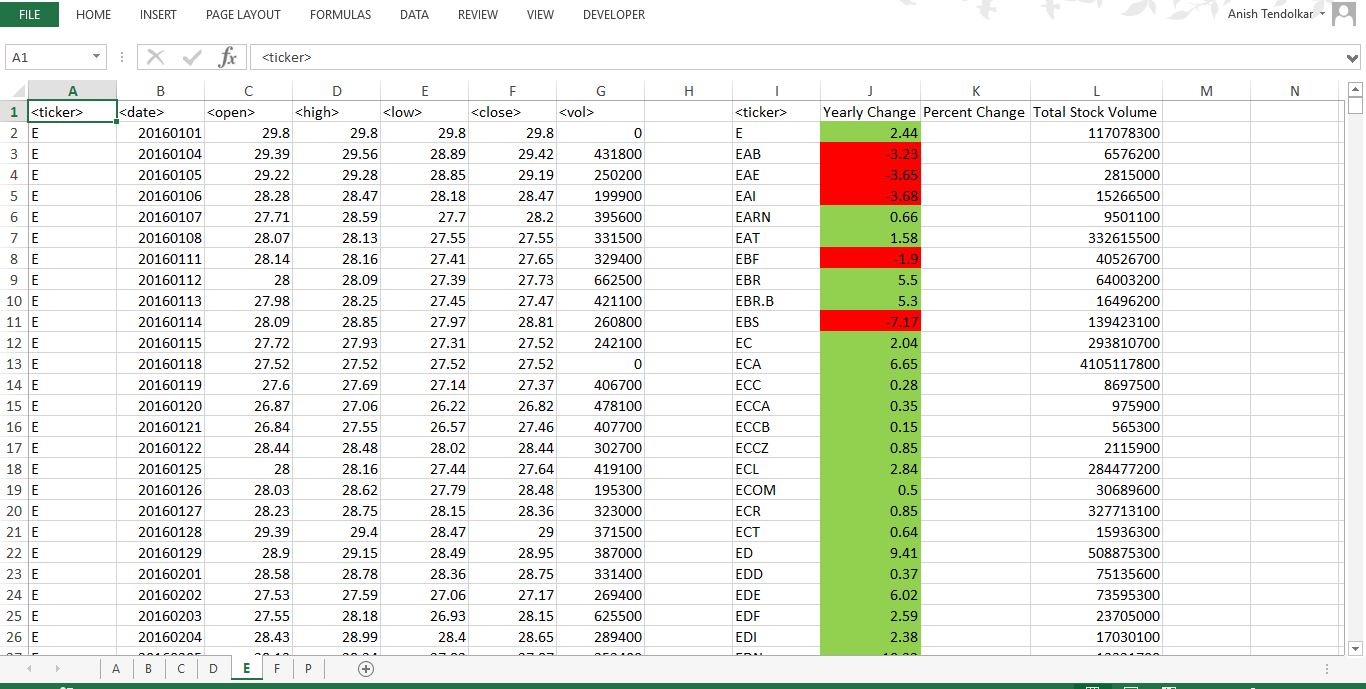 FILE HOME INSERT PAGE LAYOUT FORMULAS DATA REVIEW VIEW DEVELOPER Anish Tendolkar
A1 fx <ticker>
A B C D E F G H I J K L M N
1 <ticker> <date> <open> <high> <low> <close> <vol> <ticker> Yearly Change Percent Change Total Stock Volume
2 E 20160101 29.8 29.8 29.8 29.8 0 E 2.44 117078300
3 E 20160104 29.39 29.56 28.89 29.42 431800 EAB -3.23 6576200
4 E 20160105 29.22 29.28 28.85 29.19 250200 EAE -3.65 2815000
5 E 20160106 28.28 28.47 28.18 28.47 199900 EAI -3.68 15266500
6 E 20160107 27.71 28.59 27.7 28.2 395600 EARN 0.66 9501100
7 E 20160108 28.07 28.13 27.55 27.55 331500 EAT 1.58 332615500
8 E 20160111 28.14 28.16 27.41 27.65 329400 EBF -1.9 40526700
9 E 20160112 28 28.09 27.39 27.73 662500 EBR 5.5 64003200
10 E 20160113 27.98 28.25 27.45 27.47 421100 EBR.B 5.3 16496200
11 E 20160114 28.09 28.85 27.97 28.81 260800 EBS -7.17 139423100
12 E 20160115 27.72 27.93 27.31 27.52 242100 EC 2.04 293810700
13 E 20160118 27.52 27.52 27.52 27.52 0 ECA 6.65 4105117800
14 E 20160119 27.6 27.69 27.14 27.37 406700 ECC 0.28 8697500
15 E 20160120 26.87 27.06 26.22 26.82 478100 ECCA 0.35 975900
16 E 20160121 26.84 27.55 26.57 27.46 407700 ECCB 0.15 565300
17 E 20160122 28.44 28.48 28.02 28.44 302700 ECCZ 0.85 2115900
18 E 20160125 28 28.16 27.44 27.64 419100 ECL 2.84 284477200
19 E 20160126 28.03 28.62 27.79 28.48 195300 ECOM 0.5 30689600
20 E 20160127 28.23 28.75 28.15 28.36 323000 ECR 0.85 327713100
21 E 20160128 29.39 29.4 28.47 29 371500 ECT 0.64 15936300
22 E 20160129 28.9 29.15 28.49 28.95 387000 ED 9.41 508875300
23 E 20160201 28.58 28.78 28.36 28.75 331400 EDD 0.37 75135600
24 E 20160202 27.53 27.59 27.06 27.17 269400 EDE 6.02 73595300
25 E 20160203 27.55 28.18 26.93 28.15 625500 EDF 2.59 23705000
26 E 20160204 28.43 28.99 28.4 28.65 289400 EDI 2.38 17030100
A B C D E F P